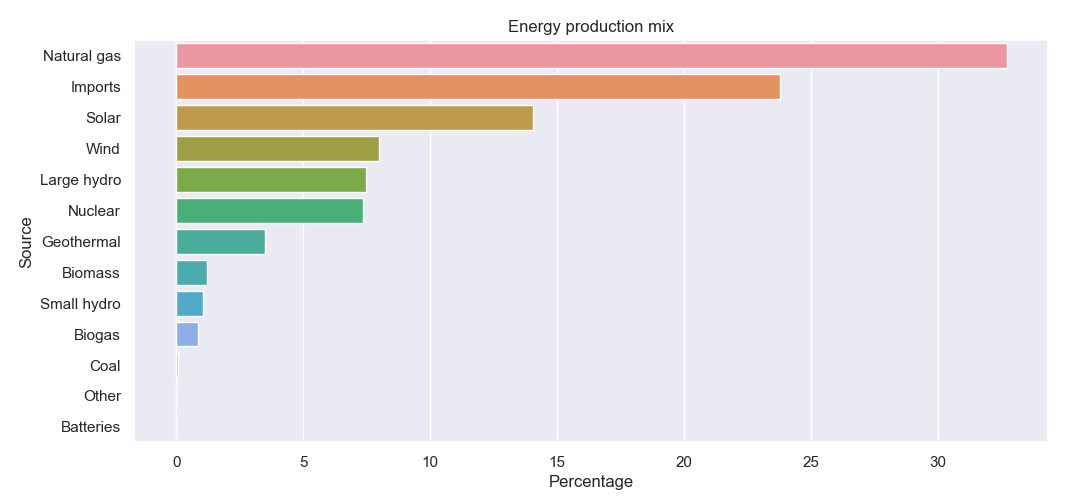 Energy production mix
Natural gas
Imports
Solar
Wind
Large hydro
Nuclear
Geothermal
Biomass
Small hydro
Biogas
Coal
Other
Batteries
Source
0 5 10 15 20 25 30
Percentage